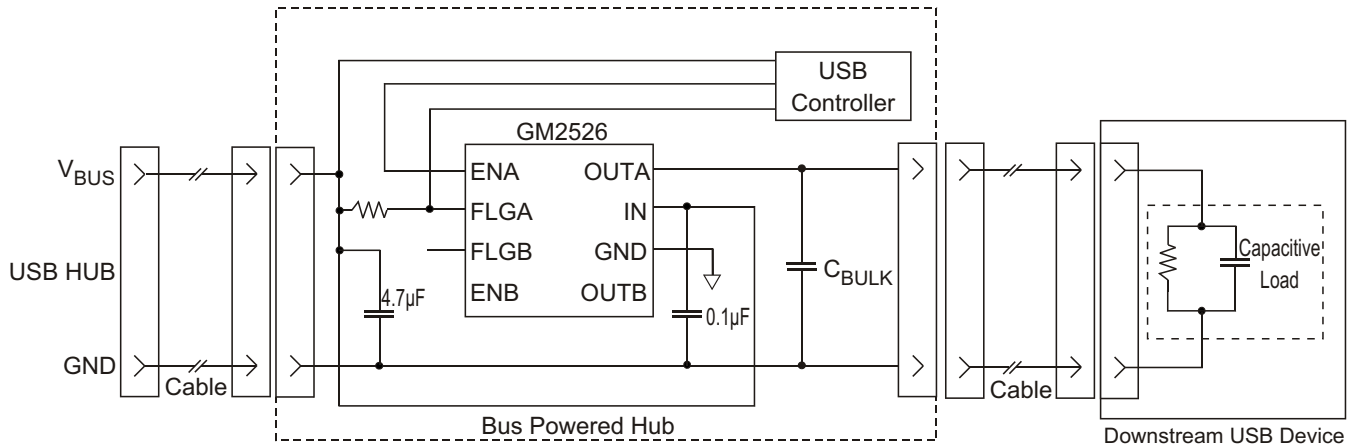 USB
Controller
GM2526
V_BUS
ENA
OUTA
FLGA
IN
FLGB
GND
ENB
OUTB
USB HUB
4.7µF
0.1µF
C_BULK
Capacitive
Load
GND
Cable
Cable
Bus Powered Hub
Downstream USB Device